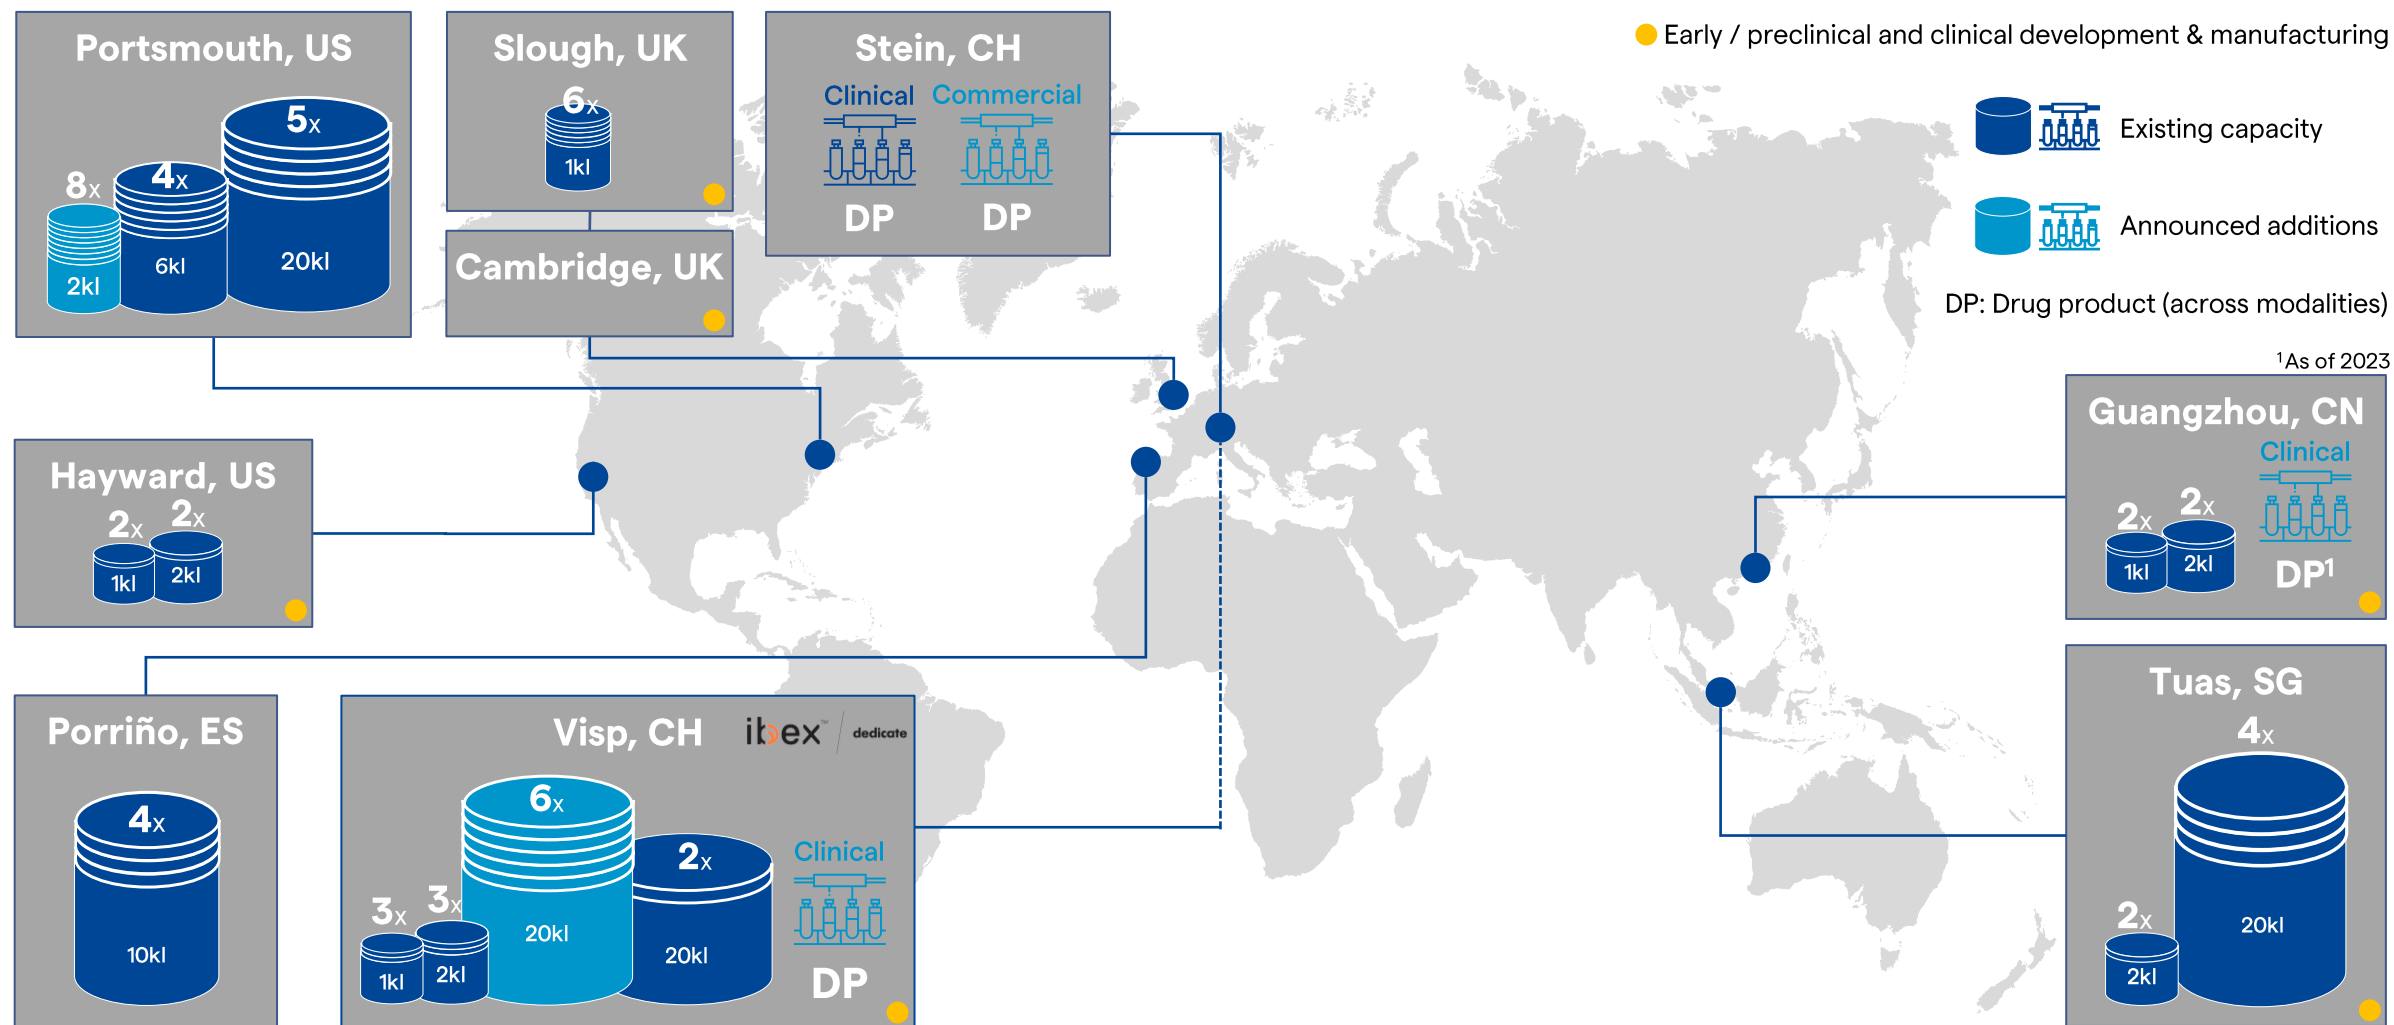 Portsmouth, US
8x
4x
5x
2kl
6kl
20kl
Slough, UK
6x
1kl
Cambridge, UK
Stein, CH
Clinical Commercial
DP DP
Early / preclinical and clinical development & manufacturing
Existing capacity
Announced additions
DP: Drug product (across modalities)
¹As of 2023
Hayward, US
2x 2x
1kl 2kl
Guangzhou, CN
Clinical
2x 2x
1kl 2kl
DP¹
Porriño, ES
4x
10kl
Visp, CH
ibex™ / dedicate
3x
3x
6x
2x
1kl
2kl
20kl
20kl
Clinical
DP
Tuas, SG
4x
20kl
2x
2kl